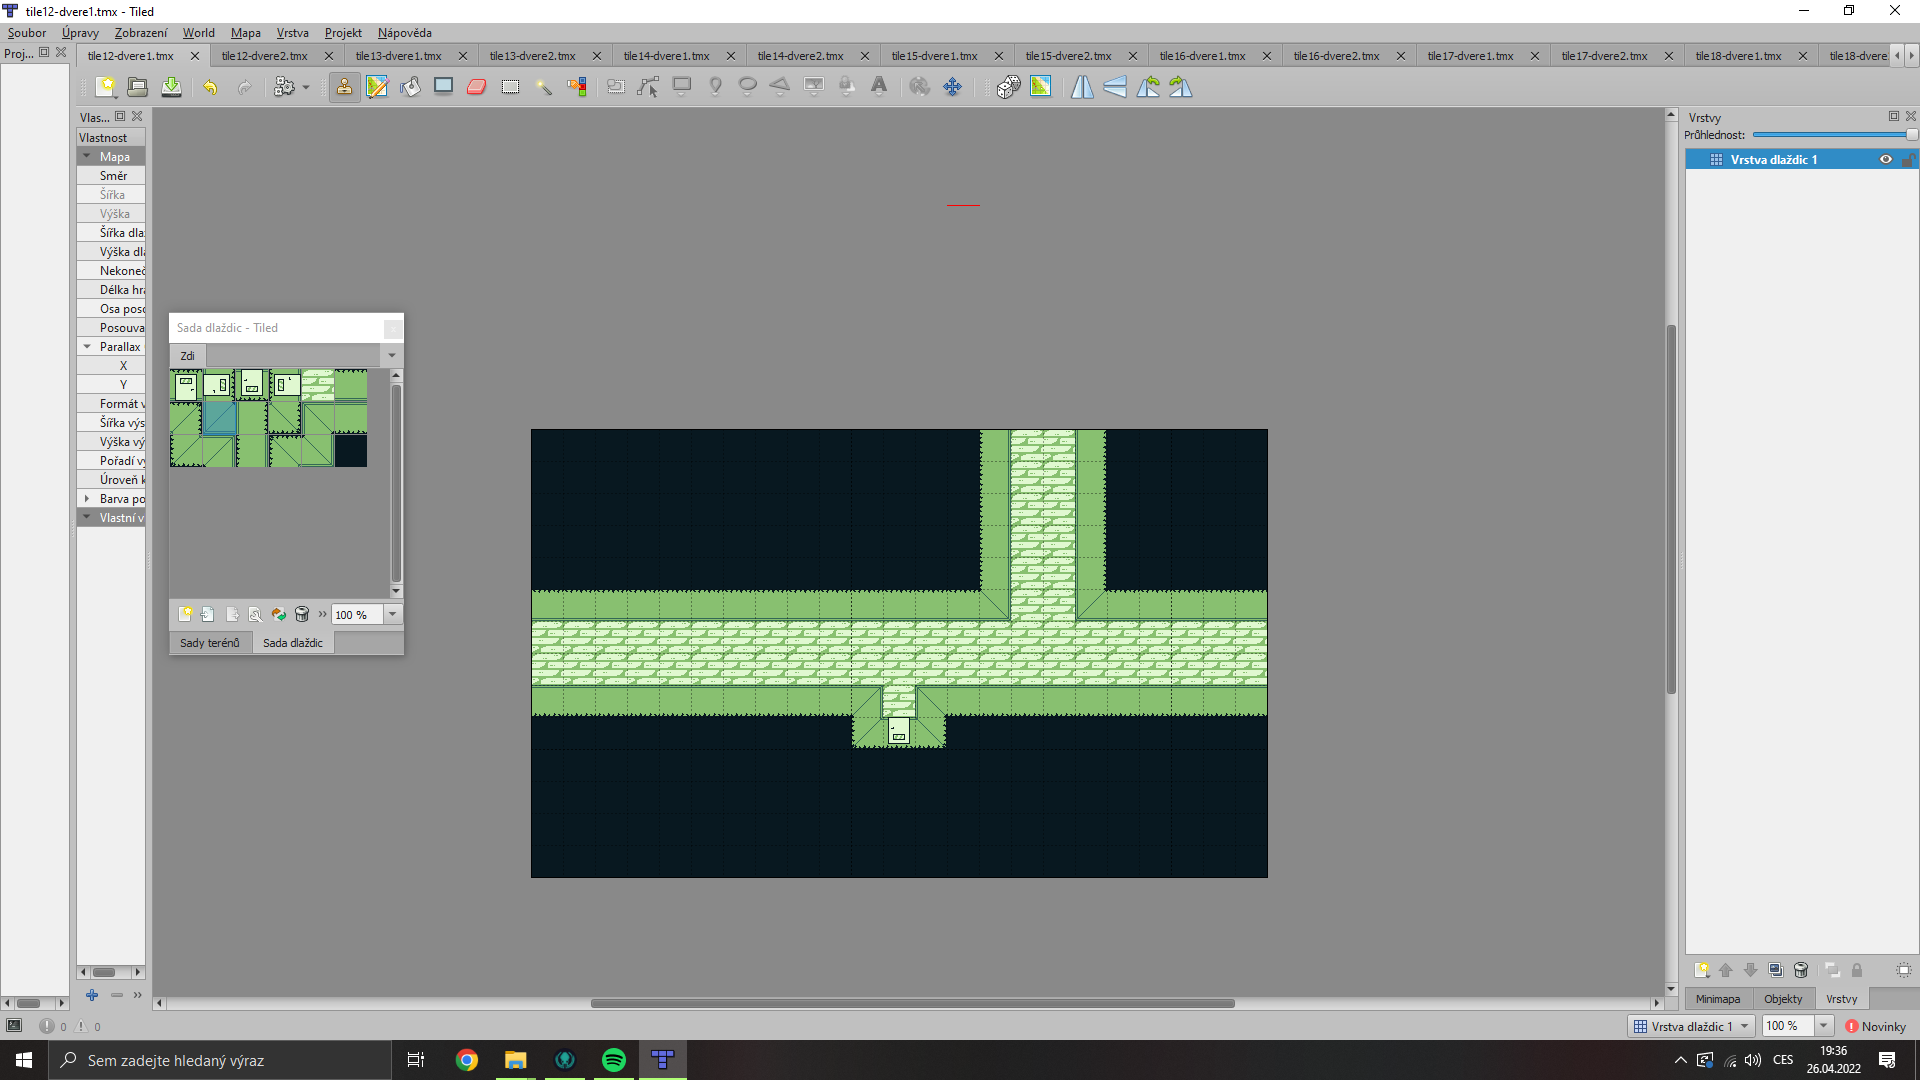 tile12-dvere1.tmx - Tiled
Soubor Úpravy Zobrazení World Mapa Vrstva Projekt Nápověda
Proj...
tile12-dvere1.tmx tile12-dvere2.tmx tile13-dvere1.tmx tile13-dvere2.tmx tile14-dvere1.tmx tile14-dvere2.tmx tile15-dvere1.tmx tile15-dvere2.tmx tile16-dvere1.tmx tile16-dvere2.tmx tile17-dvere1.tmx tile17-dvere2.tmx tile18-dvere1.tmx tile18-dvere
Vlas...
Vlastnost
Mapa
Směr
Šířka
Výška
Šířka dla
Výška dl
Nekoneč
Délka hr
Osa pos
Posouva
Parallax
X
Y
Formát v
Šířka výs
Výška vý
Pořadí v
Úroveň k
Barva po
Vlastní v
Sada dlaždic - Tiled
Zdi
100 %
Sady terénů Sada dlaždic
Vrstvy
Průhlednost:
Vrstva dlaždic 1
Minimapa Objekty Vrstvy
0 0
Vrstva dlaždic 1 100 % Novinky
Sem zadejte hledaný výraz
CES
19:36
26.04.2022